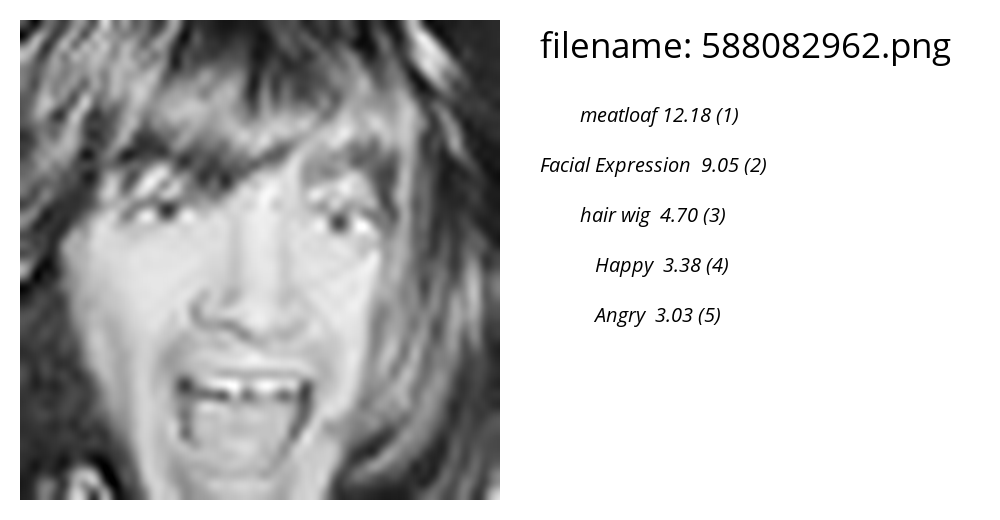 filename: 588082962.png
meatloaf 12.18 (1)
Facial Expression 9.05 (2)
hair wig 4.70 (3)
Happy 3.38 (4)
Angry 3.03 (5)